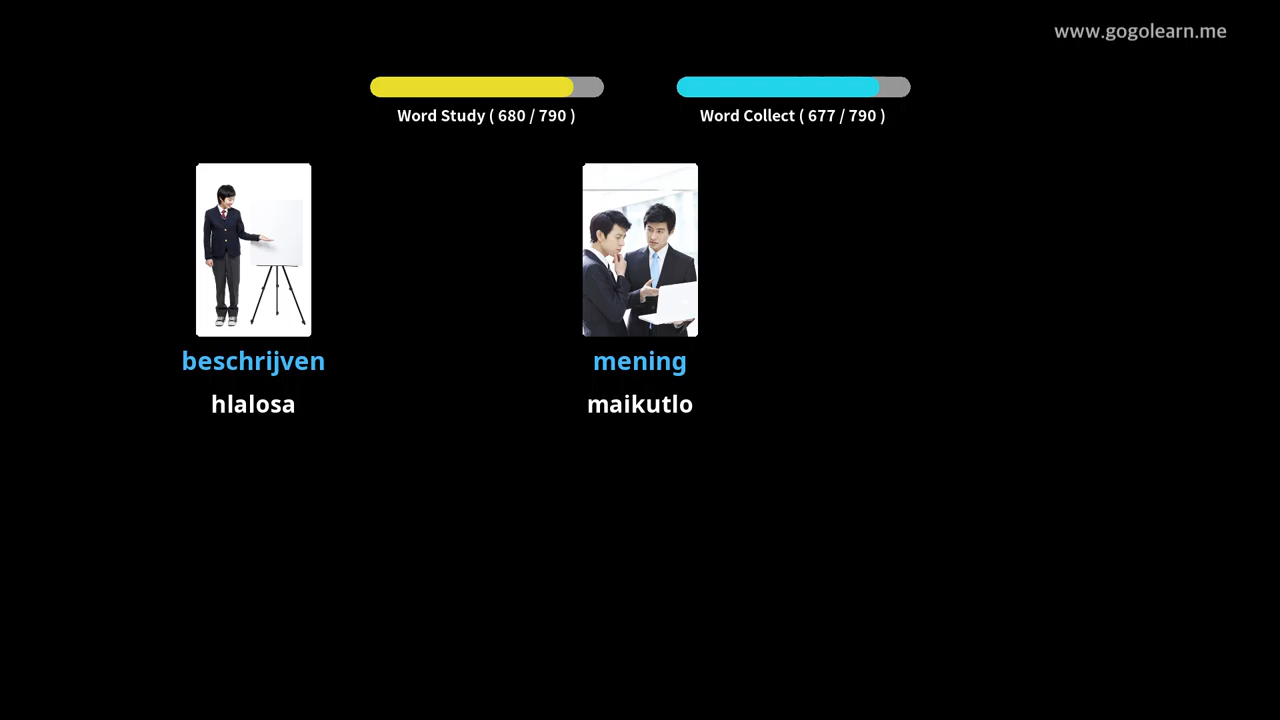 www.gogolearn.me
Word Study ( 680 / 790 )
Word Collect ( 677 / 790 )
beschrijven
hlalosa
mening
maikutlo